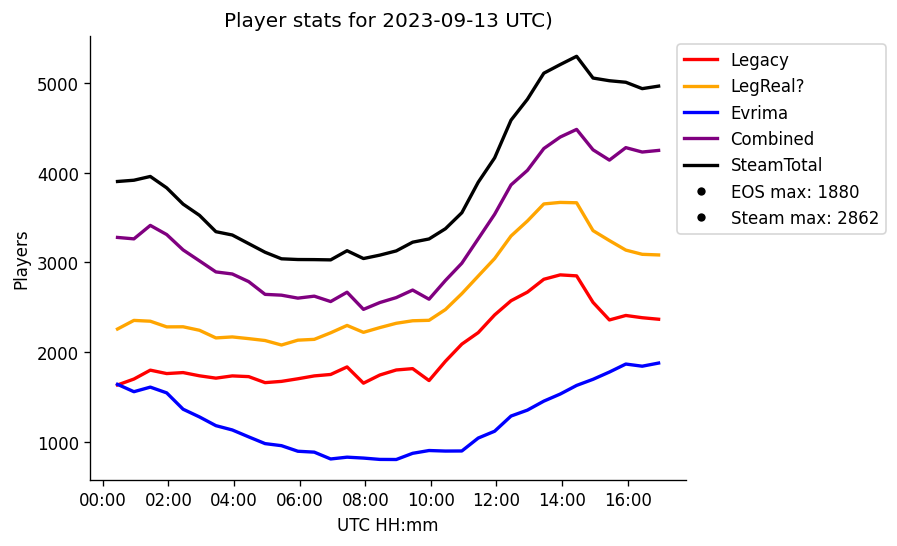 Player stats for 2023-09-13 UTC)
Legacy
LegReal?
Evrima
Combined
SteamTotal
EOS max: 1880
Steam max: 2862
Players
5000
4000
3000
2000
1000
00:00 02:00 04:00 06:00 08:00 10:00 12:00 14:00 16:00
UTC HH:mm